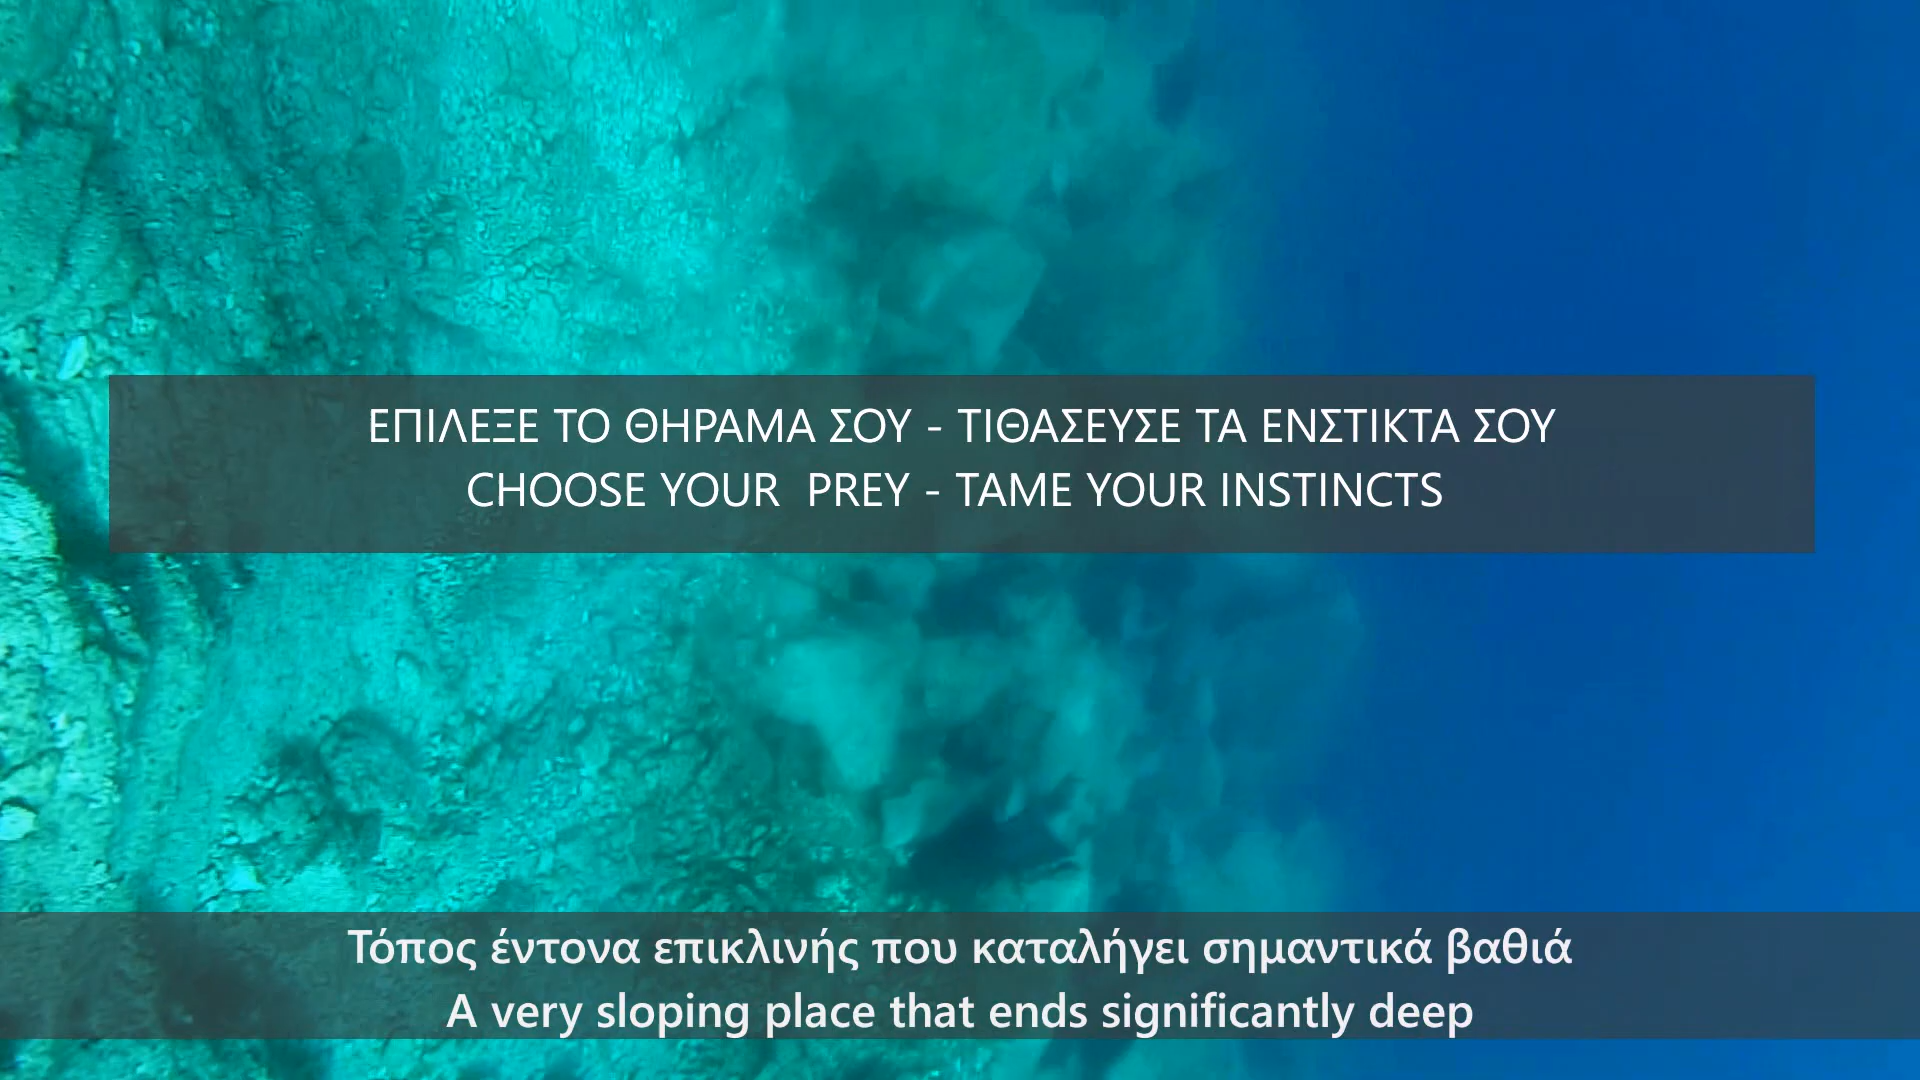 ΕΠΙΛΕΞΕ ΤΟ ΘΗΡΑΜΑ ΣΟΥ - ΤΙΘΑΣΕΥΣΕ ΤΑ ΕΝΣΤΙΚΤΑ ΣΟΥ
CHOOSE YOUR  PREY - TAME YOUR INSTINCTS
Τόπος έντονα επικλινής που καταλήγει σημαντικά βαθιά
A very sloping place that ends significantly deep